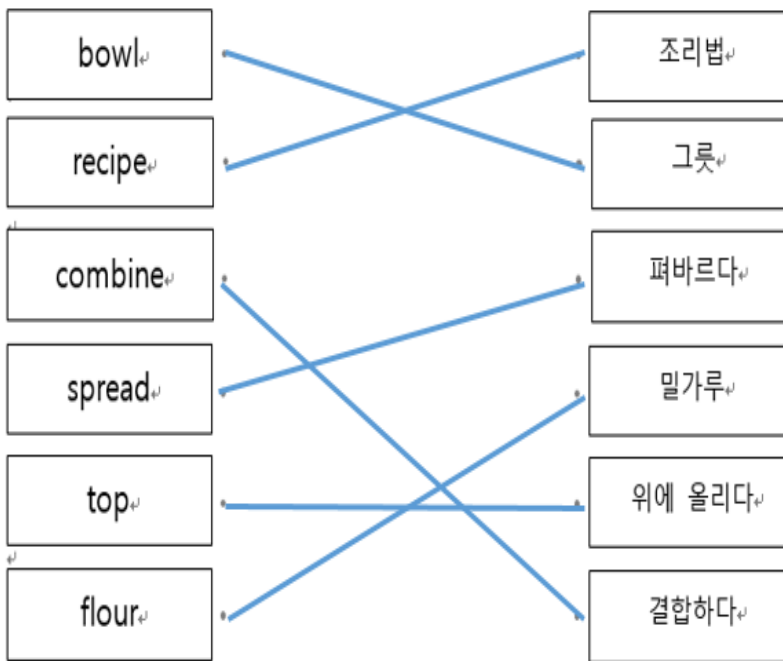 bowl
조리법
recipe
그릇
combine
펴바르다
spread
밀가루
top
위에 올리다
flour
결합하다